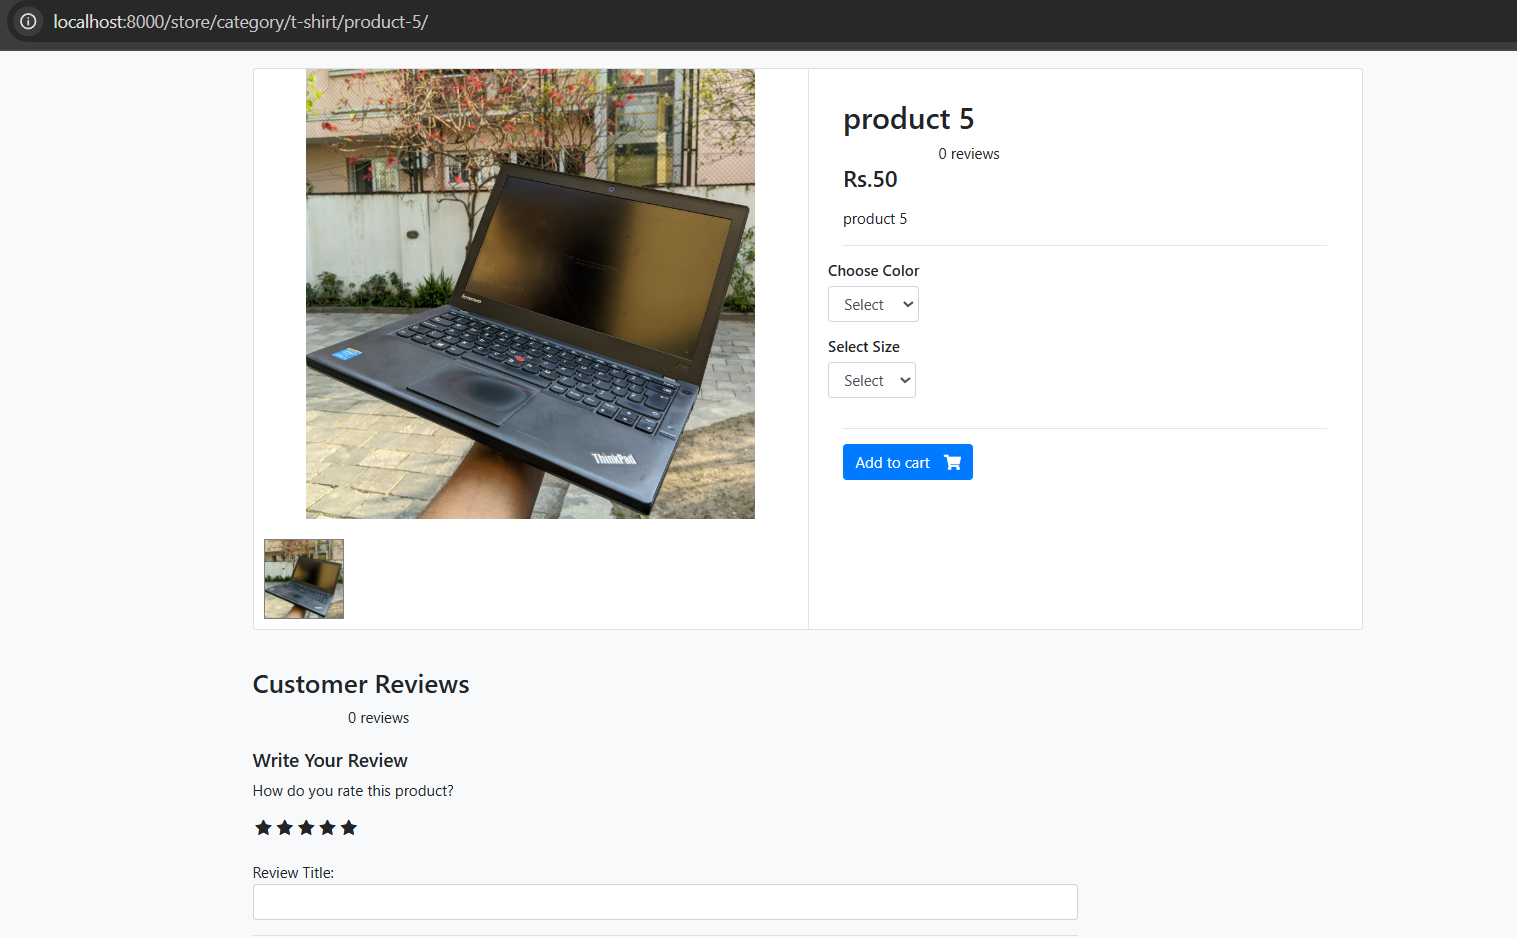 localhost:8000/store/category/t-shirt/product-5/
product 5
0 reviews
Rs.50
product 5
Choose Color
Select
Select Size
Select
Add to cart
lenovo
ThinkPad
Customer Reviews
0 reviews
Write Your Review
How do you rate this product?
Review Title: